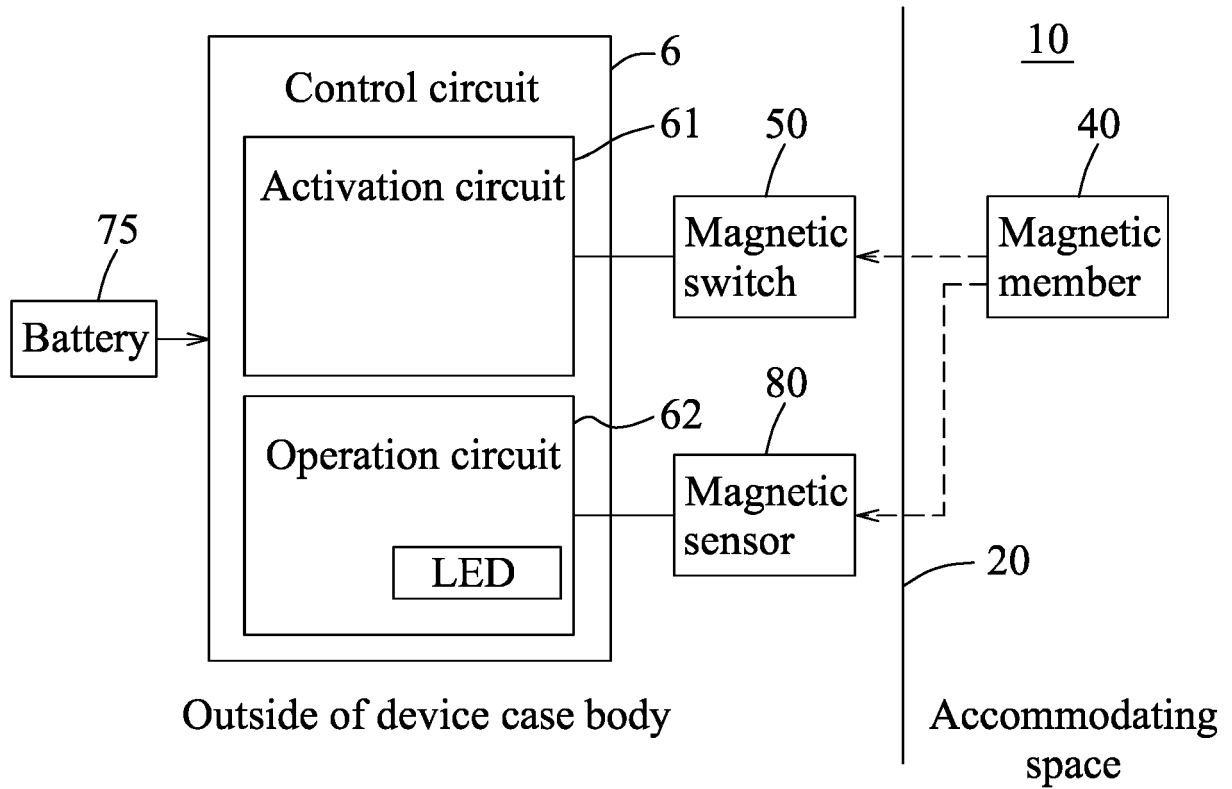 6
10
Control circuit
61
50
40
Activation circuit
75
Magnetic
switch
Magnetic
member
Battery
80
62
Operation circuit
Magnetic
sensor
LED
20
Outside of device case body
Accommodating
space